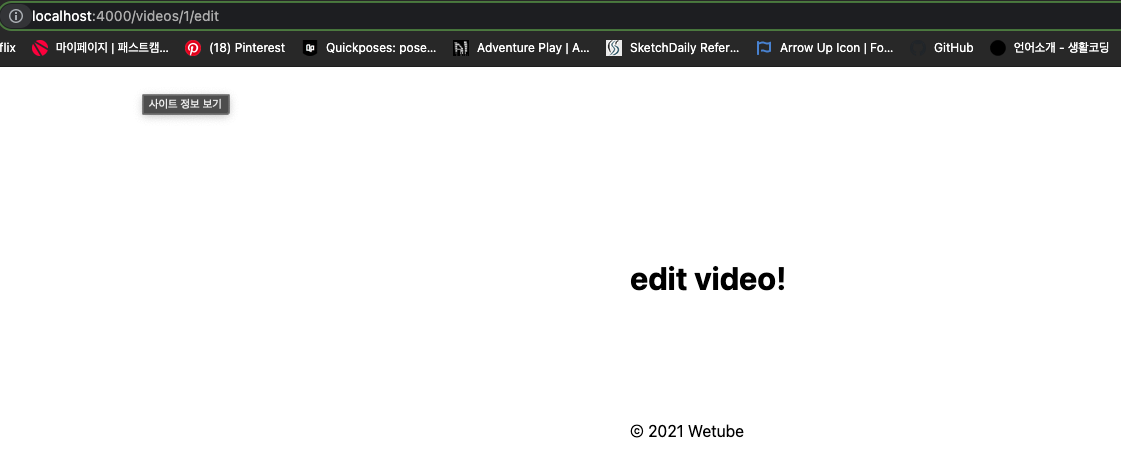 localhost:4000/videos/1/edit
flix 마이페이지 | 패스트캠... (18) Pinterest Quickposes: pose... Adventure Play | A... SketchDaily Refer... Arrow Up Icon | Fo... GitHub 언어소개 - 생활코딩
사이트 정보 보기
edit video!
© 2021 Wetube